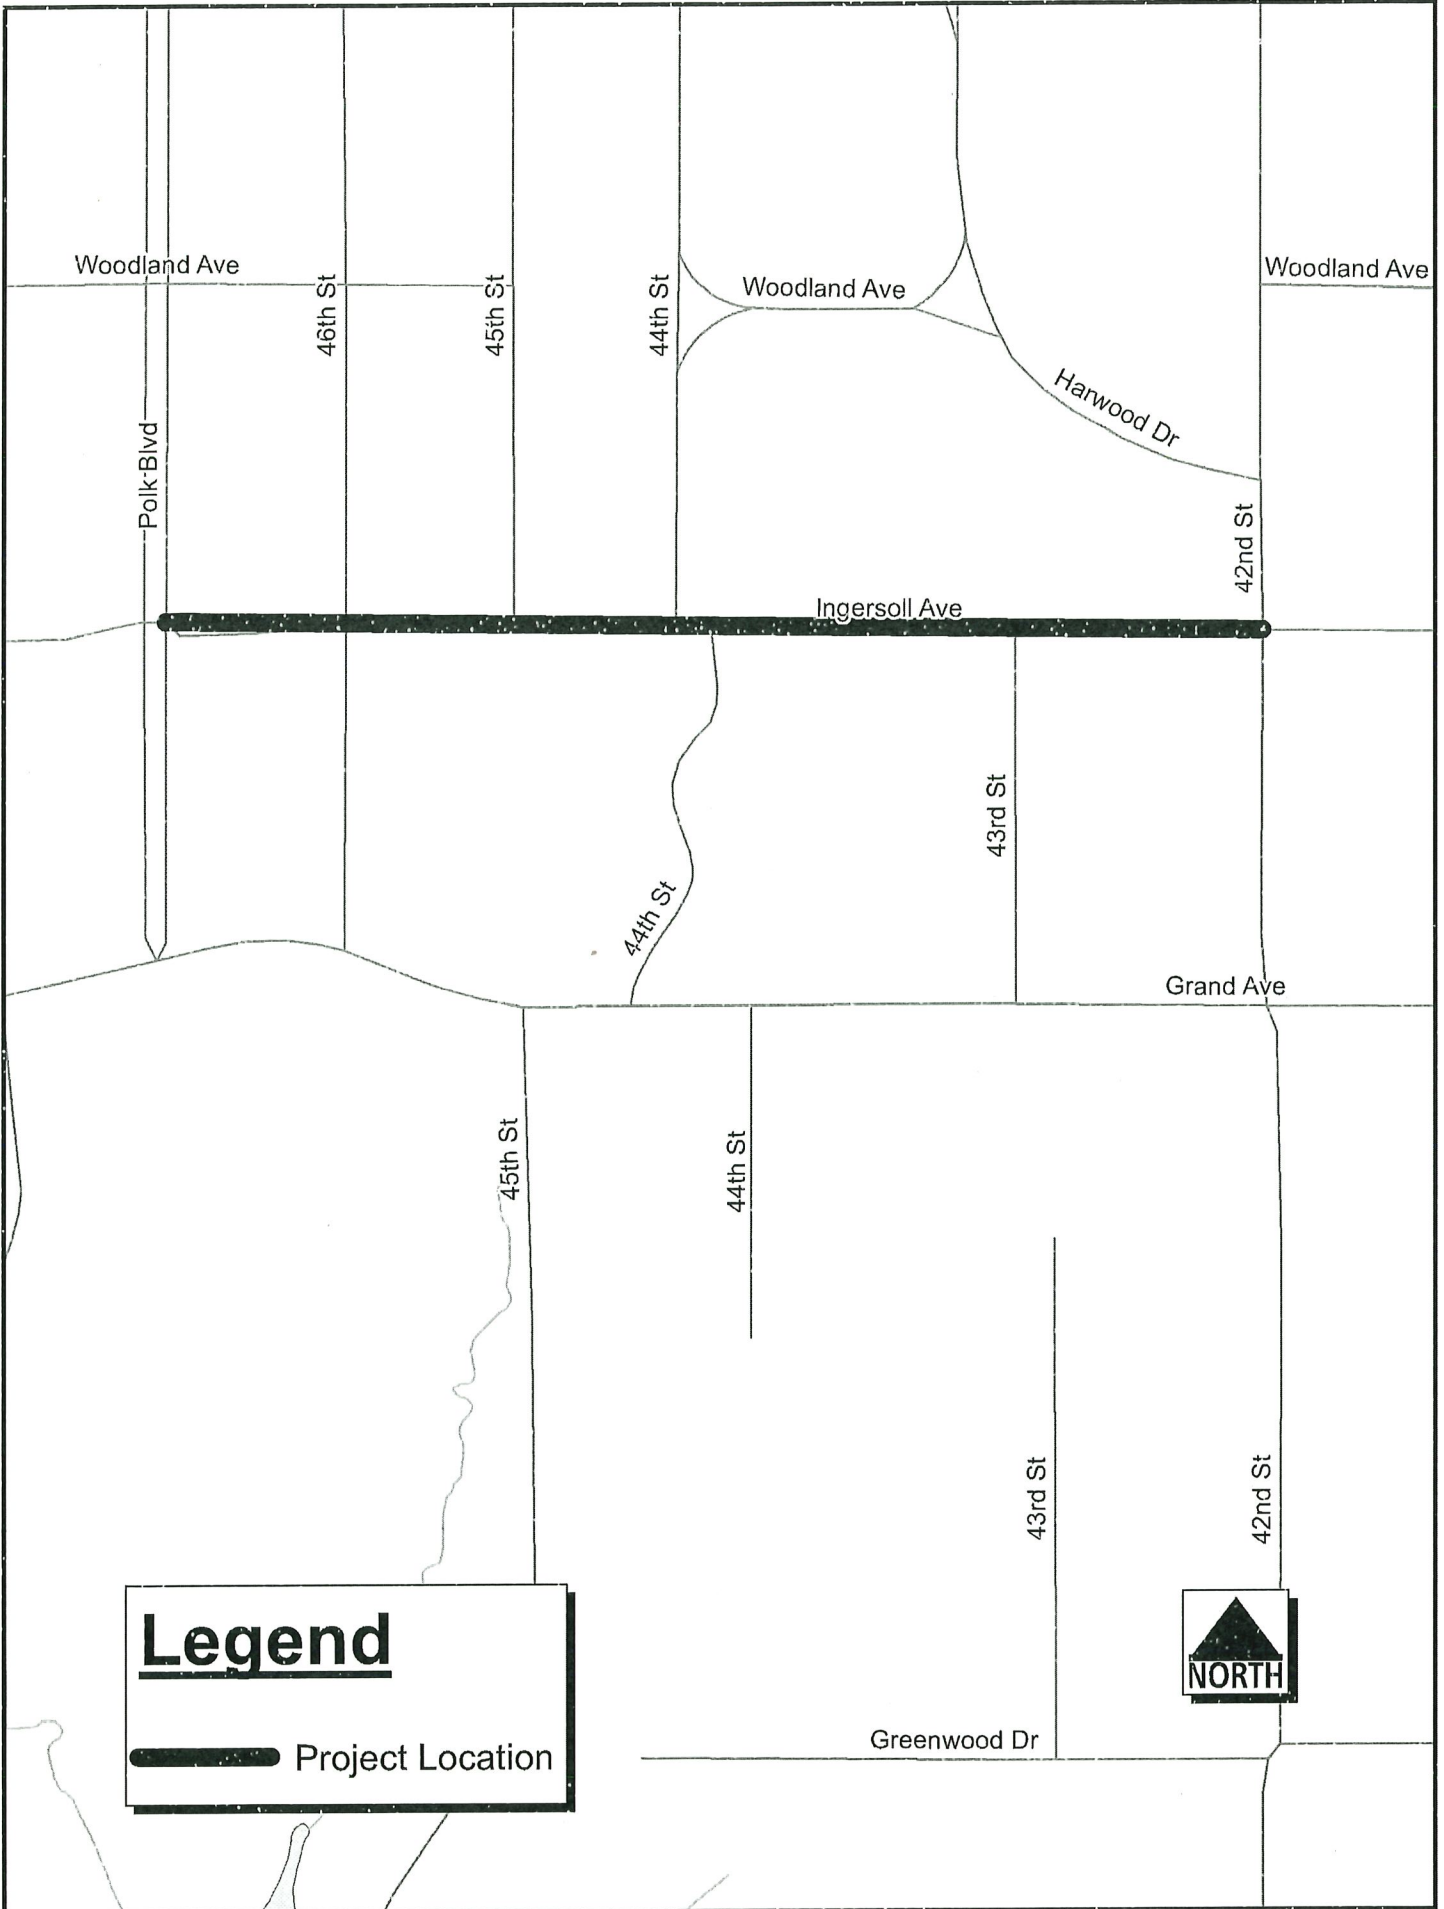 Woodland Ave
Woodland Ave
Woodland Ave
46th St
45th St
44th St
Harwood Dr
Polk Blvd
42nd St
Ingersoll Ave
43rd St
44th St
Grand Ave
45th St
44th St
43rd St
42nd St
Legend
Project Location
NORTH
Greenwood Dr